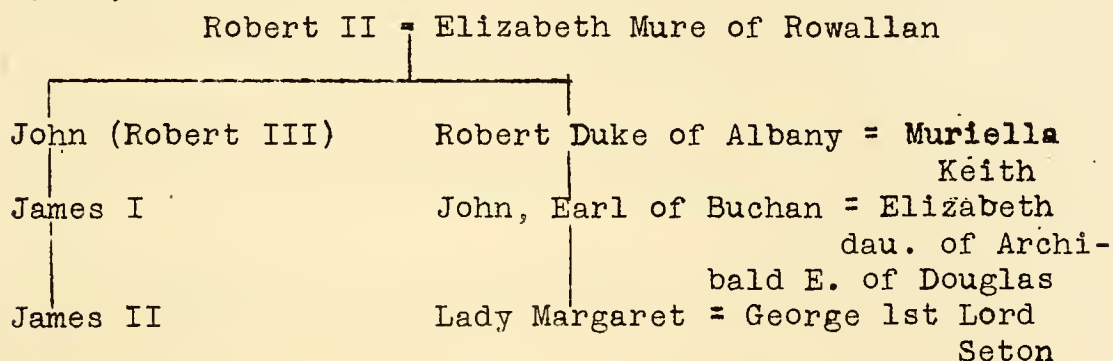 Robert II = Elizabeth Mure of Rowallan
John (Robert III) Robert Duke of Albany = Muriella
Keith
James I John, Earl of Buchan = Elizabeth
dau. of Archi-
bald E. of Douglas
James II Lady Margaret = George 1st Lord
Seton